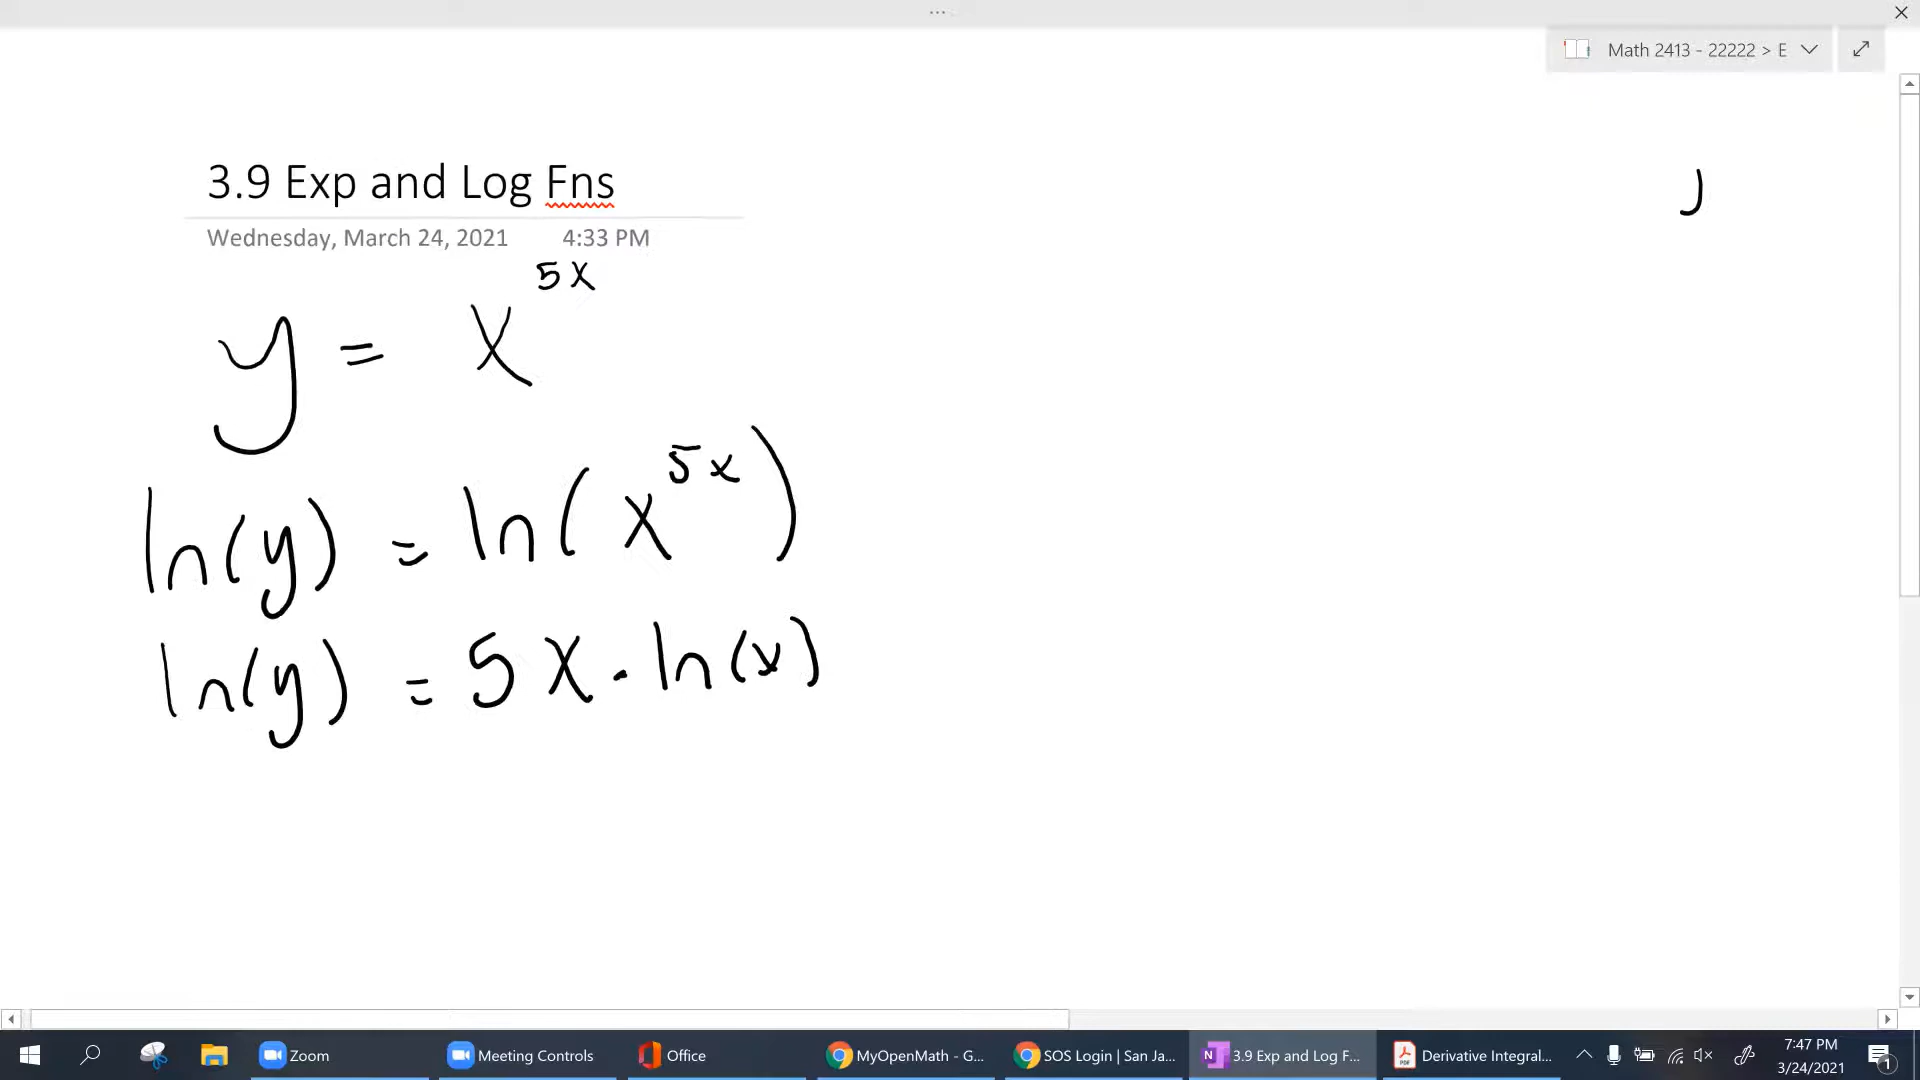 Math 2413 - 22222 > E
3.9 Exp and Log Fns
Wednesday, March 24, 2021 4:33 PM
y = x^{5x}
ln(y) = ln(x^{5x})
ln(y) = 5x · ln(x)
Zoom
Meeting Controls
Office
MyOpenMath - G...
SOS Login | San Ja...
3.9 Exp and Log F...
Derivative Integral...
7:47 PM
3/24/2021
1